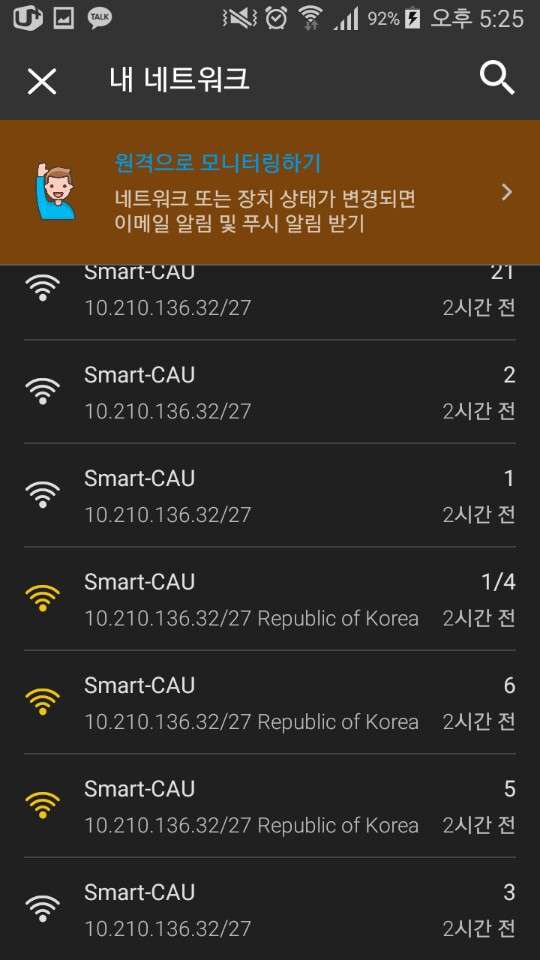 TALK
92%
오후 5:25
내 네트워크
원격으로 모니터링하기
네트워크 또는 장치 상태가 변경되면
이메일 알림 및 푸시 알림 받기
Smart-CAU 21
10.210.136.32/27 2시간 전
Smart-CAU 2
10.210.136.32/27 2시간 전
Smart-CAU 1
10.210.136.32/27 2시간 전
Smart-CAU 1/4
10.210.136.32/27 Republic of Korea 2시간 전
Smart-CAU 6
10.210.136.32/27 Republic of Korea 2시간 전
Smart-CAU 5
10.210.136.32/27 Republic of Korea 2시간 전
Smart-CAU 3
10.210.136.32/27 2시간 전